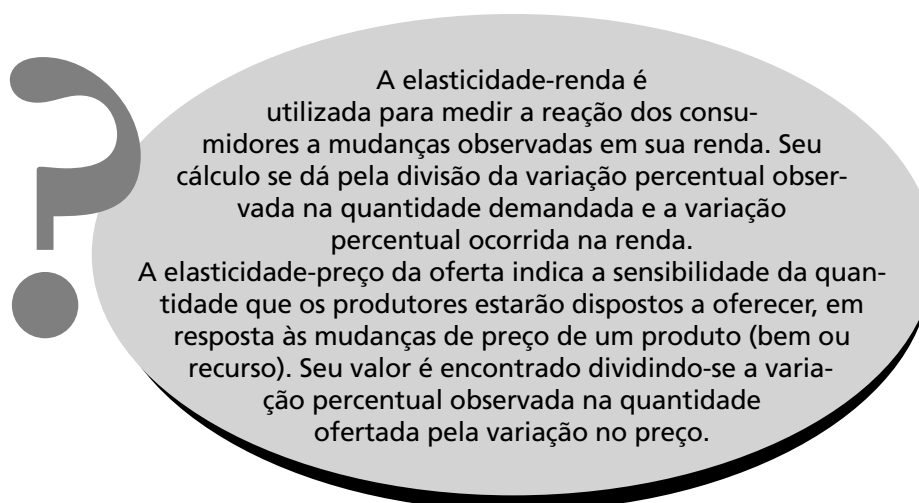 ?
A elasticidade-renda é
utilizada para medir a reação dos consu-
midores a mudanças observadas em sua renda. Seu
cálculo se dá pela divisão da variação percentual obser-
vada na quantidade demandada e a variação
percentual ocorrida na renda.
A elasticidade-preço da oferta indica a sensibilidade da quan-
tidade que os produtores estarão dispostos a oferecer, em
resposta às mudanças de preço de um produto (bem ou
recurso). Seu valor é encontrado dividindo-se a varia-
ção percentual observada na quantidade
ofertada pela variação no preço.